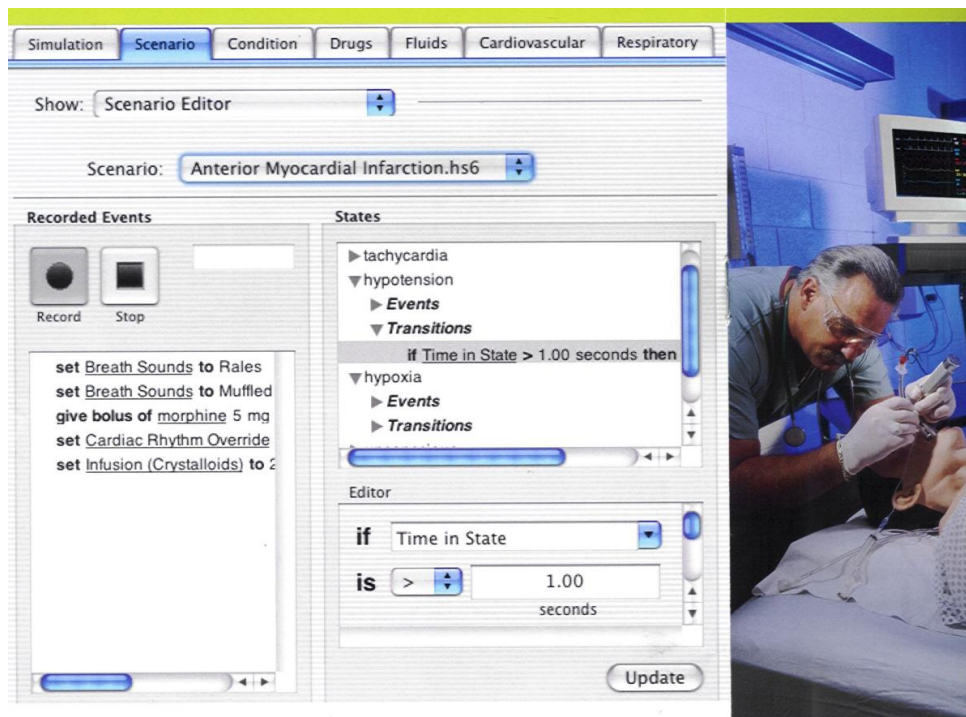 Simulation Scenario Condition Drugs Fluids Cardiovascular Respiratory
Show: Scenario Editor
Scenario: Anterior Myocardial Infarction.hs6
Recorded Events
Record Stop
set Breath Sounds to Rales
set Breath Sounds to Muffled
give bolus of morphine 5 mg
set Cardiac Rhythm Override
set Infusion (Crystalloids) to 2
States
tachycardia
hypotension
Events
Transitions
if Time in State > 1.00 seconds then
hypoxia
Events
Transitions
Editor
if Time in State
is > 1.00
seconds
Update